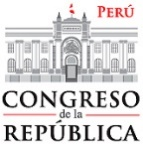 PERÚ
CONGRESO
de la
REPÚBLICA